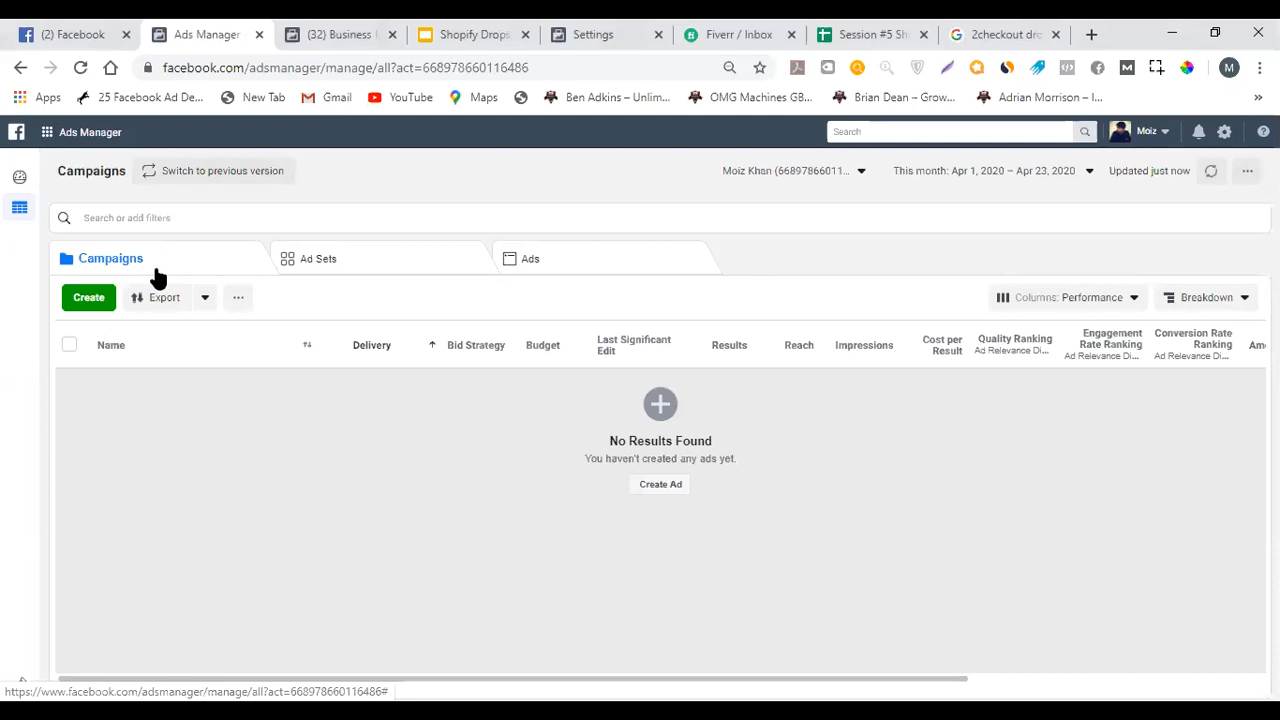 (2) Facebook
Ads Manager
(32) Business
Shopify Drops
Settings
Fiverr / Inbox
Session #5 Sh
2checkout dro
facebook.com/adsmanager/manage/all?act=668978660116486
M
M
Apps
25 Facebook Ad De...
New Tab
Gmail
YouTube
Maps
Ben Adkins – Unlim...
OMG Machines GB...
Brian Dean – Grow...
Adrian Morrison – I...
»
Ads Manager
Search
Moiz
Campaigns
Switch to previous version
Moiz Khan (66897866011...
This month: Apr 1, 2020 – Apr 23, 2020
Updated just now
Search or add filters
Campaigns
Ad Sets
Ads
Create
Export
Columns: Performance
Breakdown
Name
Delivery
Bid Strategy
Budget
Last Significant
Edit
Results
Reach
Impressions
Cost per
Result
Quality Ranking
Ad Relevance Di...
Engagement
Rate Ranking
Ad Relevance Di...
Conversion Rate
Ranking
Ad Relevance Di...
Am
No Results Found
You haven't created any ads yet.
Create Ad
https://www.facebook.com/adsmanager/manage/all?act=668978660116486#